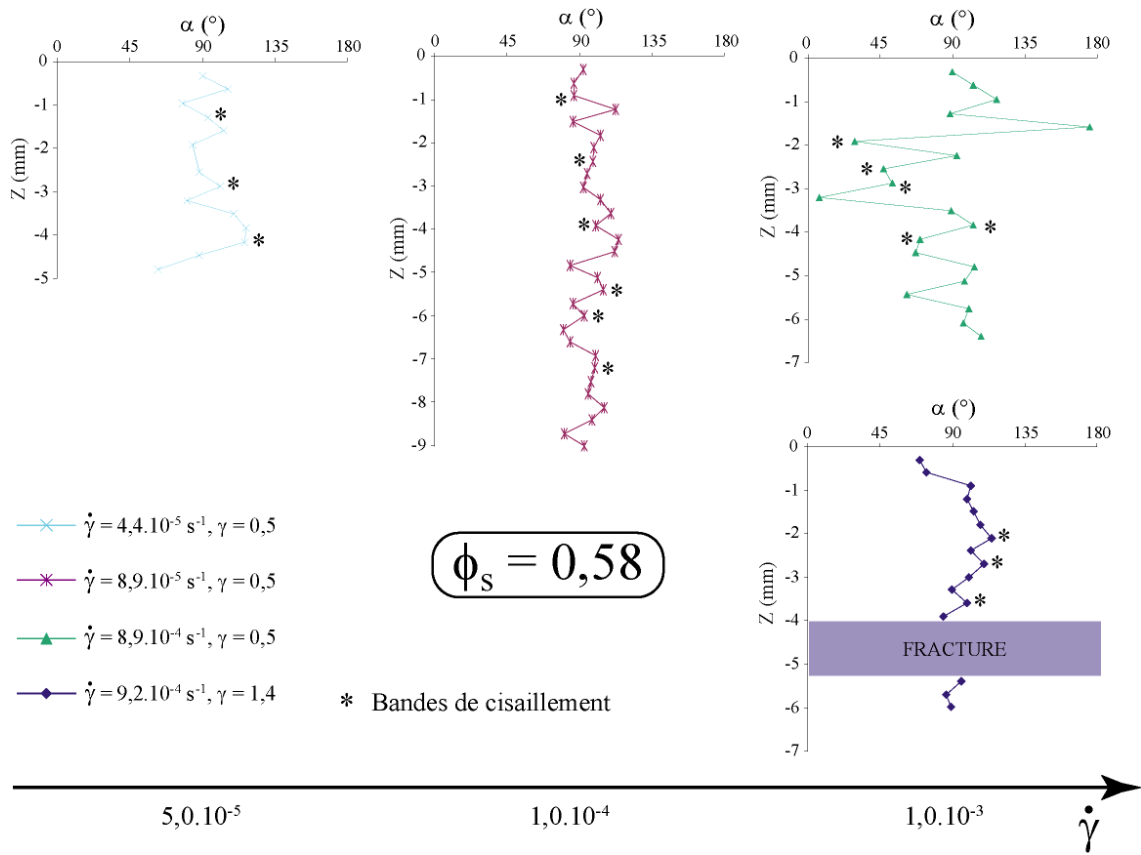 α (°)
0 45 90 135 180
0
-1
-2
-3
-4
-5
Z (mm)
*
*
*
α (°)
0 45 90 135 180
0
-1
-2
-3
-4
-5
-6
-7
-8
-9
Z (mm)
*
*
*
*
*
*
α (°)
0 45 90 135 180
0
-1
-2
-3
-4
-5
-6
-7
Z (mm)
*
*
*
*
*
α (°)
0 45 90 135 180
0
-1
-2
-3
-4
-5
-6
-7
Z (mm)
*
*
*
FRACTURE
γ̇ = 4,4.10⁻⁵ s⁻¹, γ = 0,5
γ̇ = 8,9.10⁻⁵ s⁻¹, γ = 0,5
γ̇ = 8,9.10⁻⁴ s⁻¹, γ = 0,5
γ̇ = 9,2.10⁻⁴ s⁻¹, γ = 1,4
ϕₛ = 0,58
* Bandes de cisaillement
5,0.10⁻⁵ 1,0.10⁻⁴ 1,0.10⁻³ γ̇